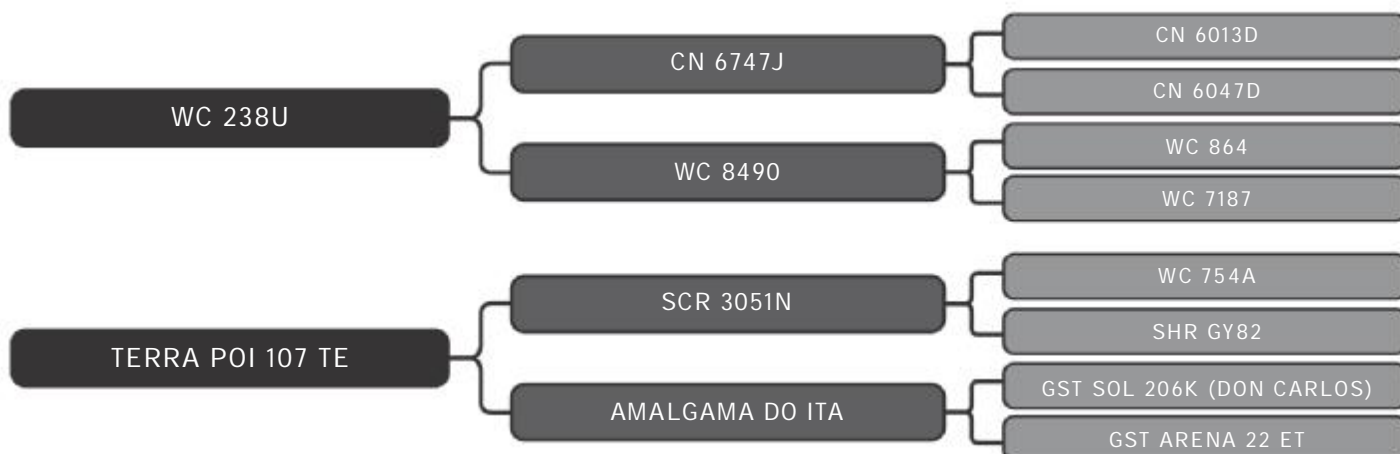 WC 238U
CN 6747J
CN 6013D
CN 6047D
WC 8490
WC 864
WC 7187
TERRA POI 107 TE
SCR 3051N
WC 754A
SHR GY82
AMALGAMA DO ITA
GST SOL 206K (DON CARLOS)
GST ARENA 22 ET